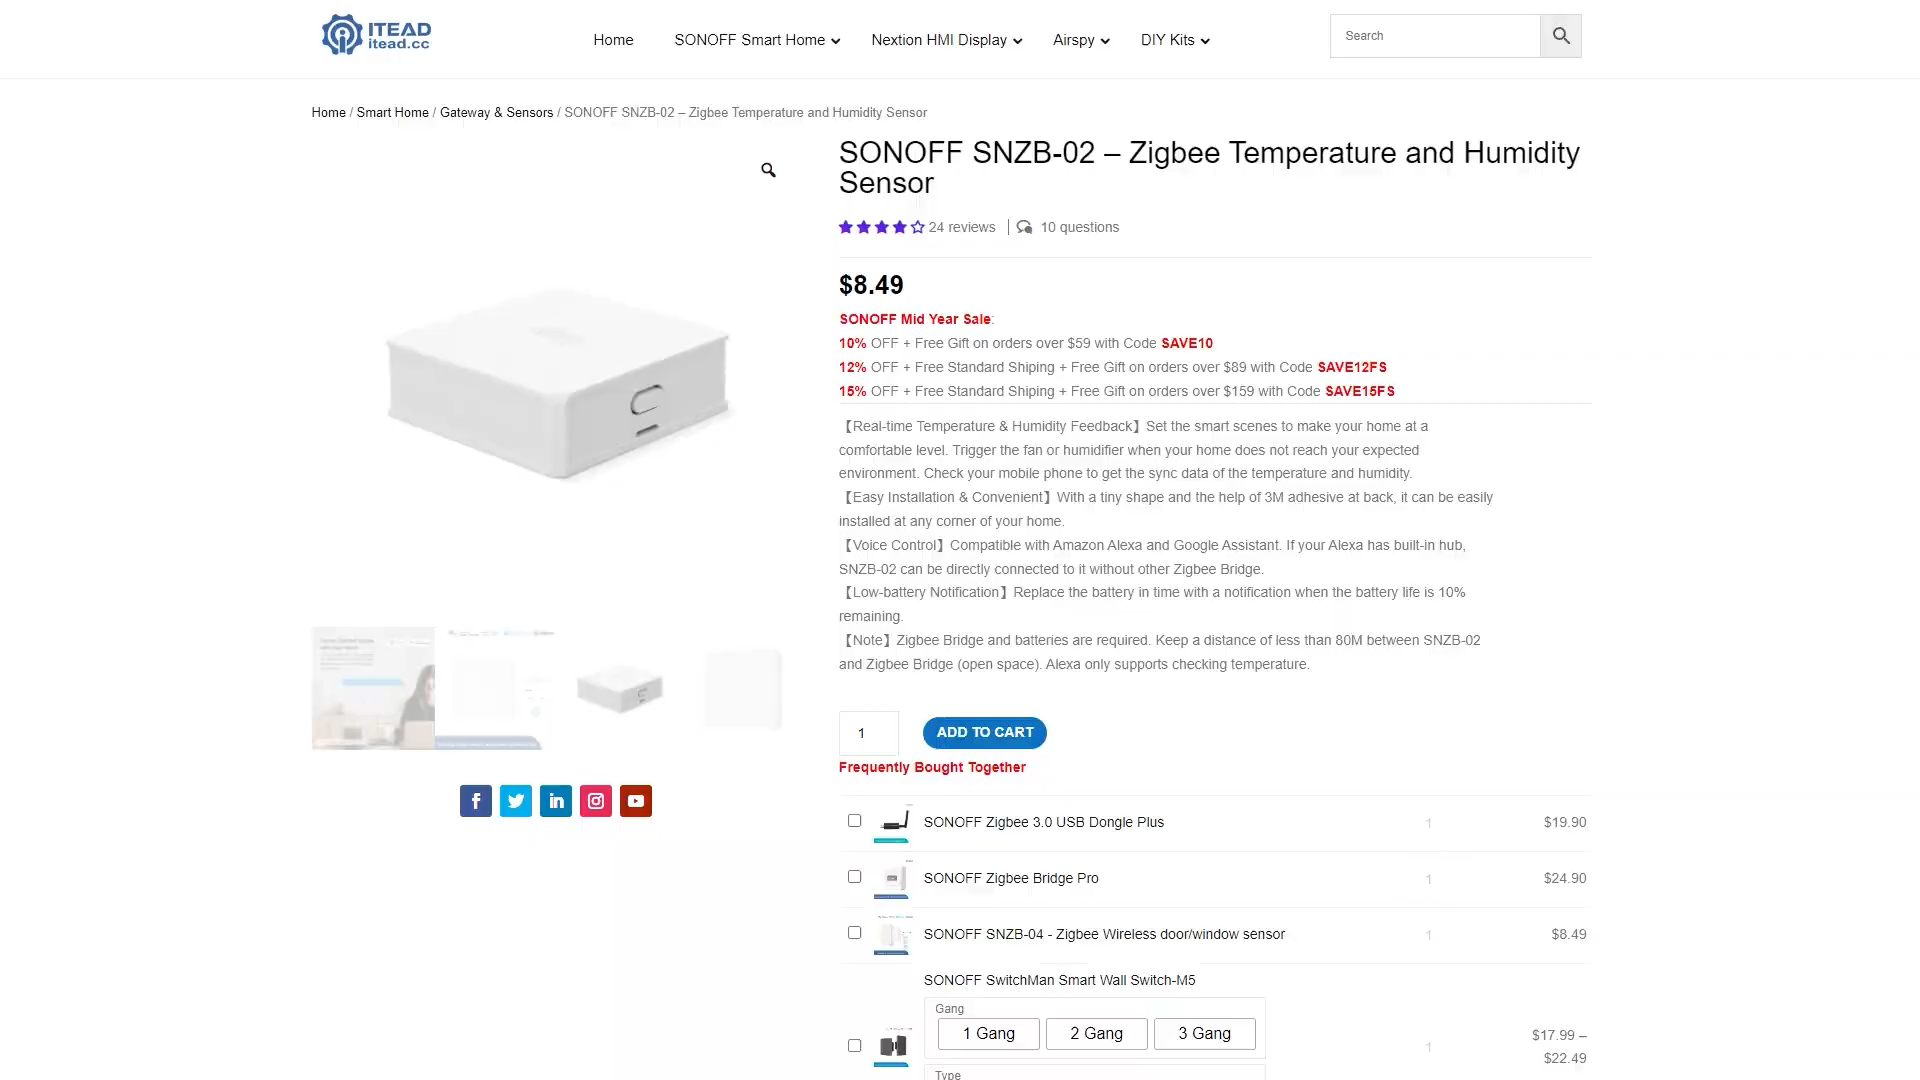 ITEAD
itead.cc
Home
SONOFF Smart Home
Nextion HMI Display
Airspy
DIY Kits
Search
Home / Smart Home / Gateway & Sensors / SONOFF SNZB-02 – Zigbee Temperature and Humidity Sensor
SONOFF SNZB-02 – Zigbee Temperature and Humidity
Sensor
24 reviews
10 questions
$8.49
SONOFF Mid Year Sale:
10% OFF + Free Gift on orders over $59 with Code SAVE10
12% OFF + Free Standard Shiping + Free Gift on orders over $89 with Code SAVE12FS
15% OFF + Free Standard Shiping + Free Gift on orders over $159 with Code SAVE15FS
【Real-time Temperature & Humidity Feedback】Set the smart scenes to make your home at a
comfortable level. Trigger the fan or humidifier when your home does not reach your expected
environment. Check your mobile phone to get the sync data of the temperature and humidity.
【Easy Installation & Convenient】With a tiny shape and the help of 3M adhesive at back, it can be easily
installed at any corner of your home.
【Voice Control】Compatible with Amazon Alexa and Google Assistant. If your Alexa has built-in hub,
SNZB-02 can be directly connected to it without other Zigbee Bridge.
【Low-battery Notification】Replace the battery in time with a notification when the battery life is 10%
remaining.
【Note】Zigbee Bridge and batteries are required. Keep a distance of less than 80M between SNZB-02
and Zigbee Bridge (open space). Alexa only supports checking temperature.
1
ADD TO CART
Frequently Bought Together
SONOFF Zigbee 3.0 USB Dongle Plus
1
$19.90
SONOFF Zigbee Bridge Pro
1
$24.90
SONOFF SNZB-04 - Zigbee Wireless door/window sensor
1
$8.49
SONOFF SwitchMan Smart Wall Switch-M5
Gang
1 Gang
2 Gang
3 Gang
1
$17.99 –
$22.49
Type